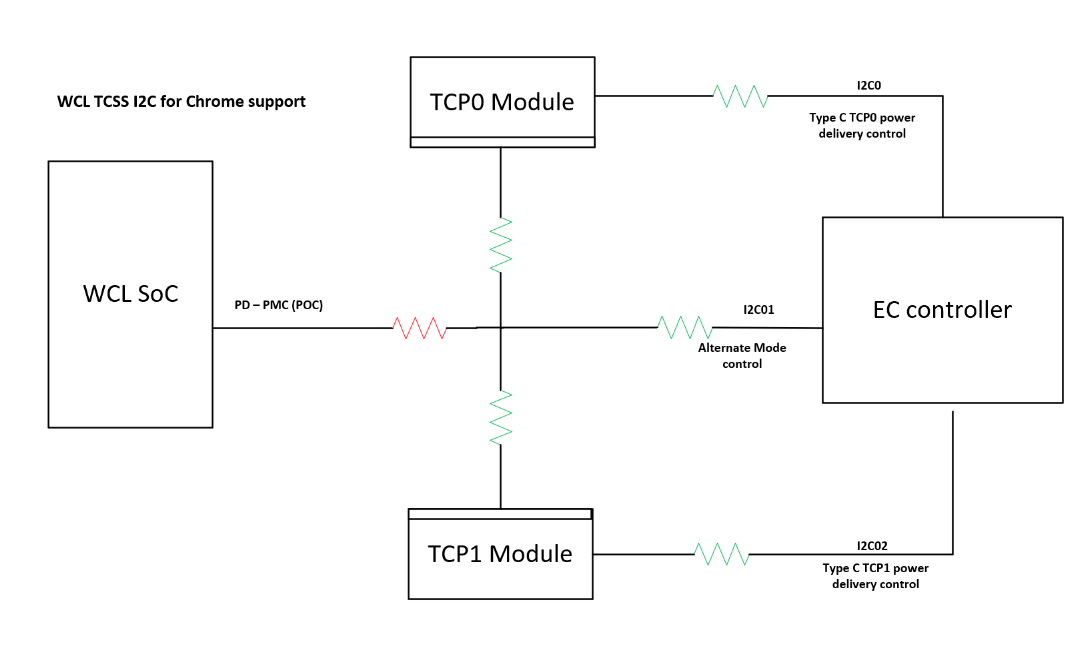 WCL TCSS I2C for Chrome support
TCP0 Module
I2C0
Type C TCP0 power
delivery control
WCL SoC
PD – PMC (POC)
I2C01
Alternate Mode
control
EC controller
TCP1 Module
I2C02
Type C TCP1 power
delivery control